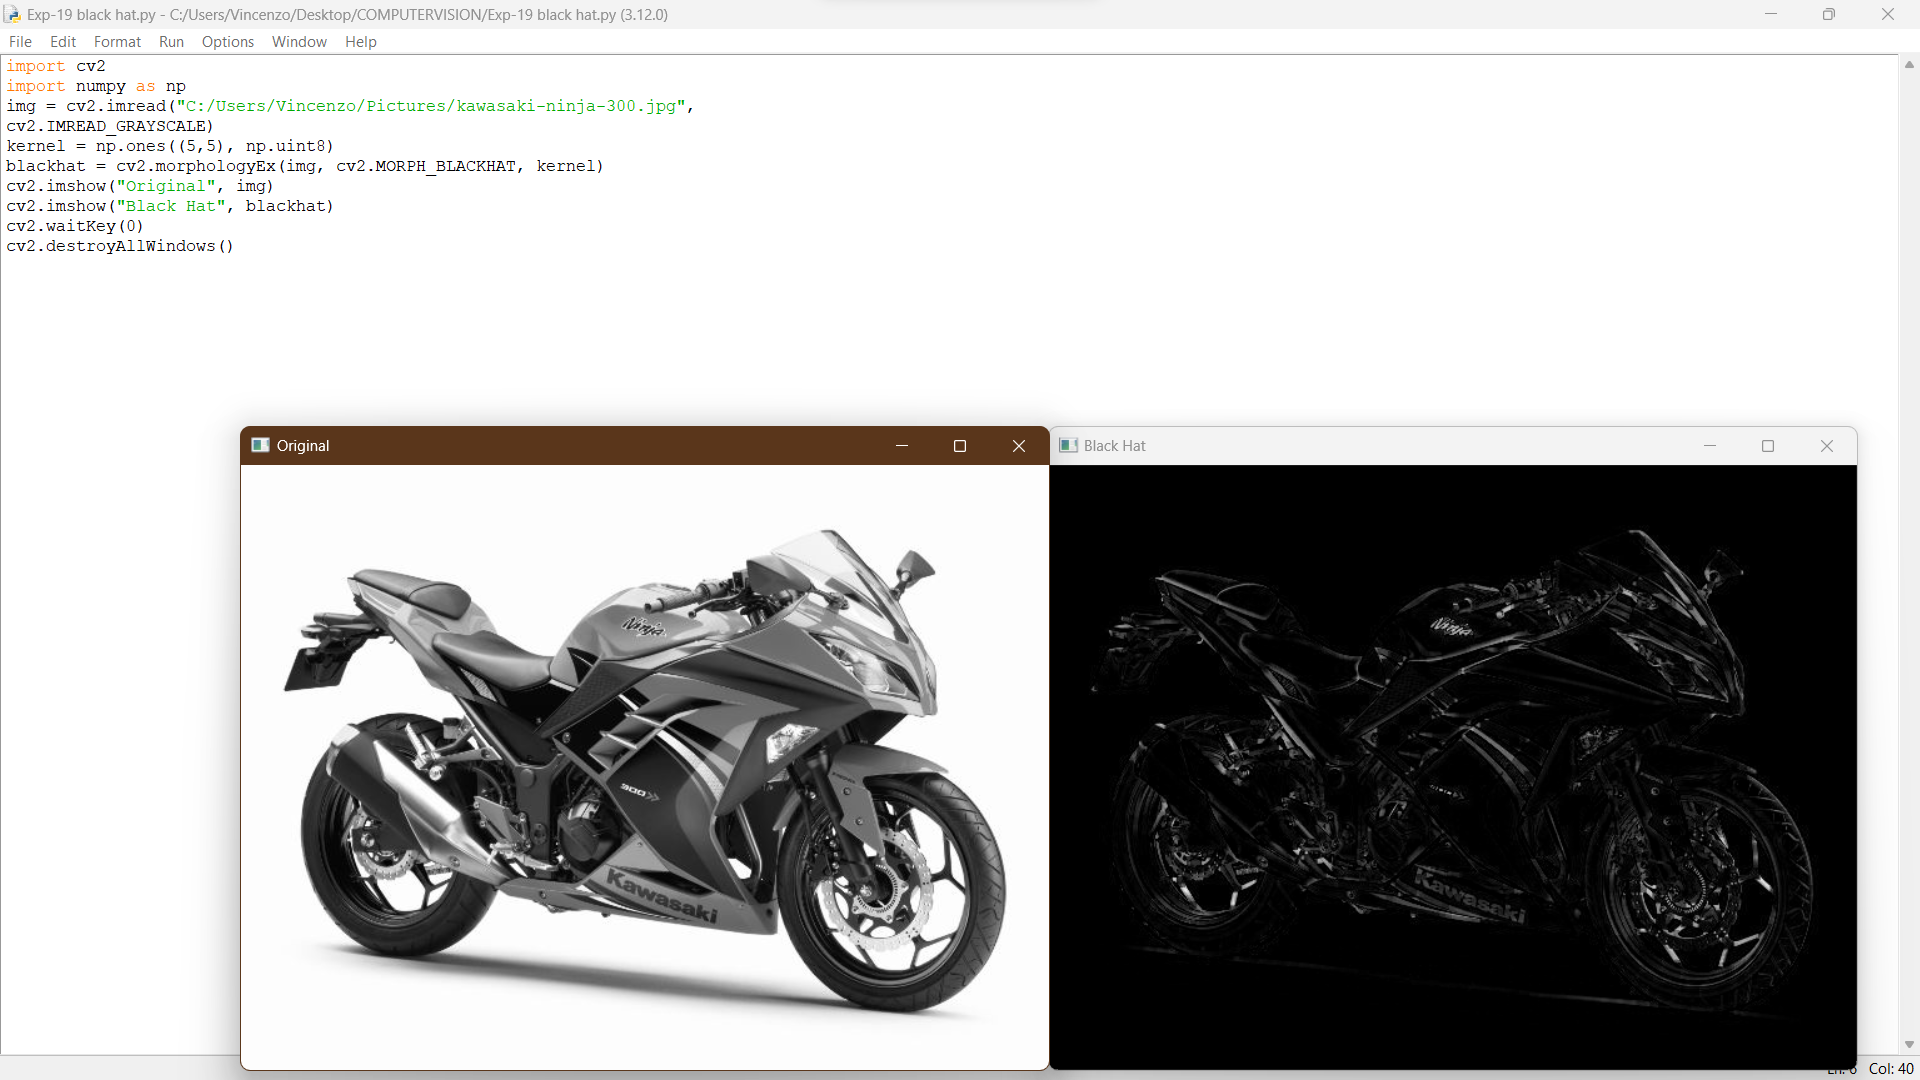 Exp-19 black hat.py - C:/Users/Vincenzo/Desktop/COMPUTERVISION/Exp-19 black hat.py (3.12.0)
File Edit Format Run Options Window Help
import cv2
import numpy as np
img = cv2.imread("C:/Users/Vincenzo/Pictures/kawasaki-ninja-300.jpg",
cv2.IMREAD_GRAYSCALE)
kernel = np.ones((5,5), np.uint8)
blackhat = cv2.morphologyEx(img, cv2.MORPH_BLACKHAT, kernel)
cv2.imshow("Original", img)
cv2.imshow("Black Hat", blackhat)
cv2.waitKey(0)
cv2.destroyAllWindows()
Original
Black Hat
Ninja
300
Kawasaki
Ninja
Kawasaki
Ln: 6 Col: 40